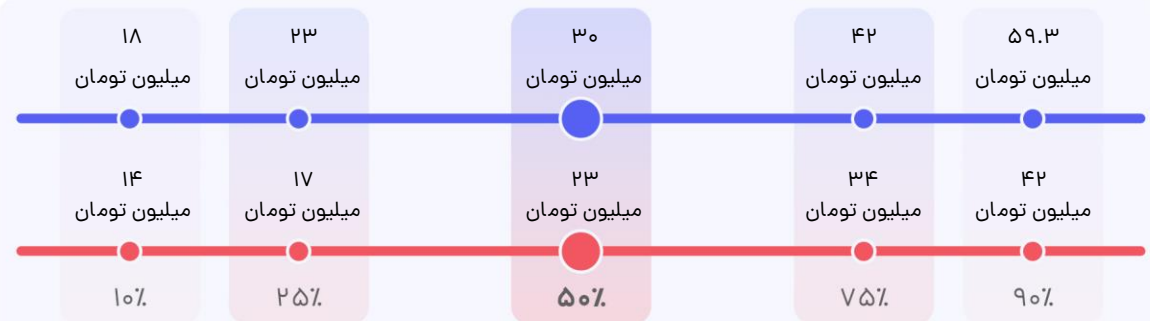 ۱۸ ۲۳ ۳۰ ۴۲ ۵۹.۳
میلیون تومان میلیون تومان میلیون تومان میلیون تومان میلیون تومان
۱۴ ۱۷ ۲۳ ۳۴ ۴۲
میلیون تومان میلیون تومان میلیون تومان میلیون تومان میلیون تومان
۱۰٪ ۲۵٪ ۵۰٪ ۷۵٪ ۹۰٪